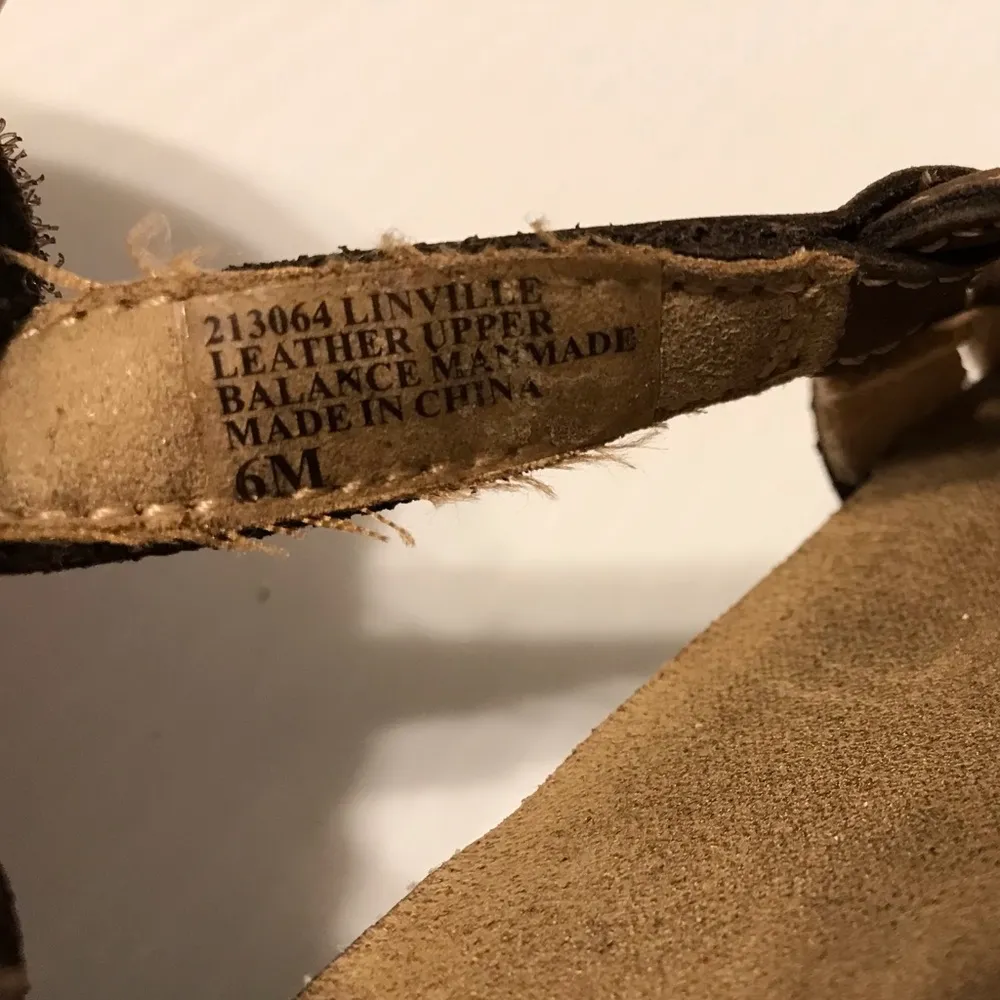 213064 LINVILLE
LEATHER UPPER
BALANCE MANMADE
MADE IN CHINA
6M